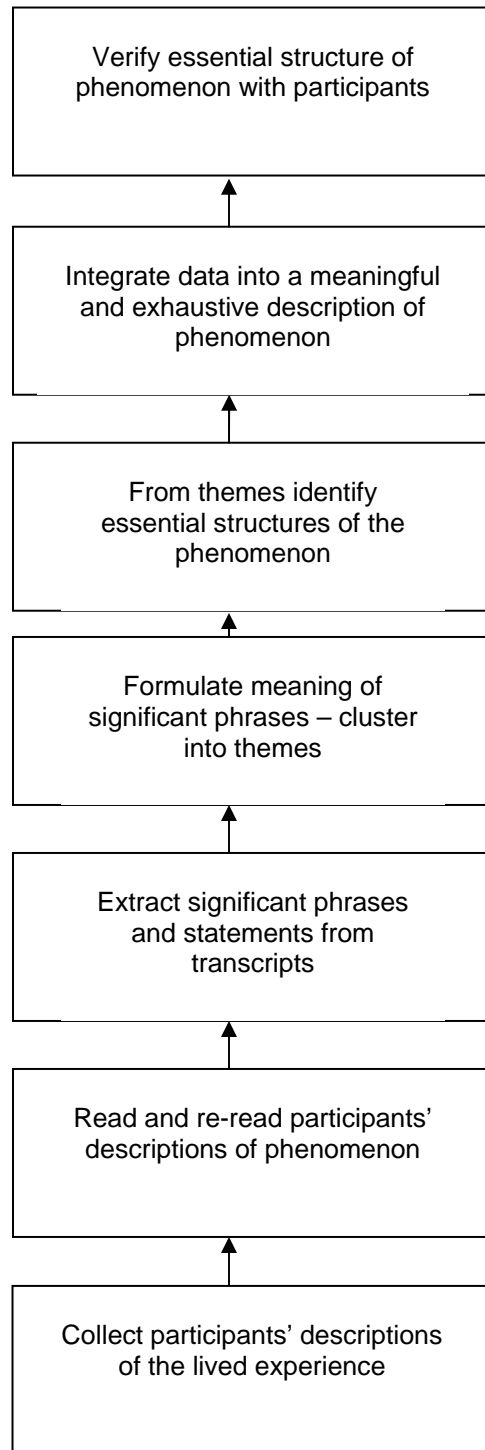 Verify essential structure of
phenomenon with participants
Integrate data into a meaningful
and exhaustive description of
phenomenon
From themes identify
essential structures of the
phenomenon
Formulate meaning of
significant phrases – cluster
into themes
Extract significant phrases
and statements from
transcripts
Read and re-read participants’
descriptions of phenomenon
Collect participants’ descriptions
of the lived experience